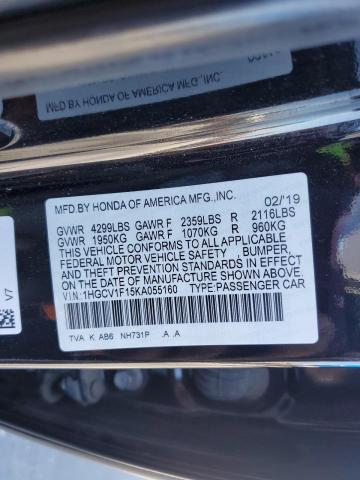 MFD.BY HONDA OF AMERICA MFG.,INC.
MFD.BY HONDA OF AMERICA MFG.,INC. 02/'19
GVWR 4299LBS GAWR F 2359LBS R 2116LBS
GVWR 1950KG GAWR F 1070KG R 960KG
THIS VEHICLE CONFORMS TO ALL APPLICABLE
FEDERAL MOTOR VEHICLE SAFETY , BUMPER,
AND THEFT PREVENTION STANDARDS IN EFFECT
ON THE DATE OF MANUFACTURE SHOWN ABOVE.
VIN:1HGCV1F15KA055160 TYPE:PASSENGER CAR
TVA K AB6 NH731P .A .A
V7